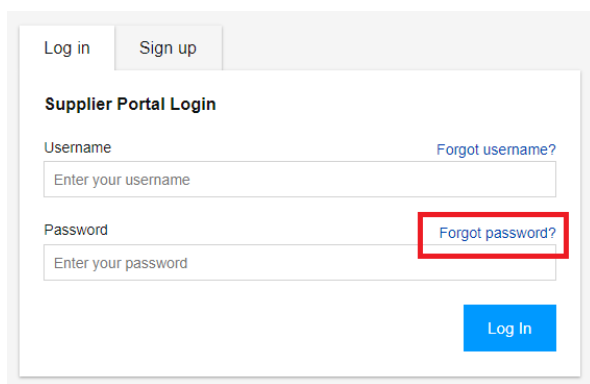 Log in Sign up
Supplier Portal Login
Username Forgot username?
Enter your username
Password Forgot password?
Enter your password
Log In